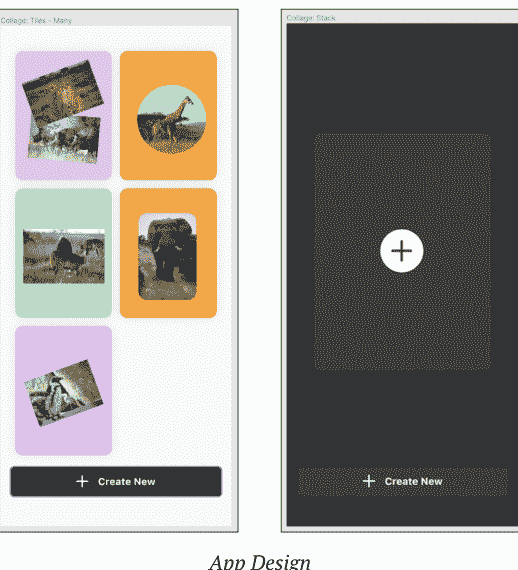 Collage: Tiles - Many
Collage: Stack
Create New
Create New
App Design